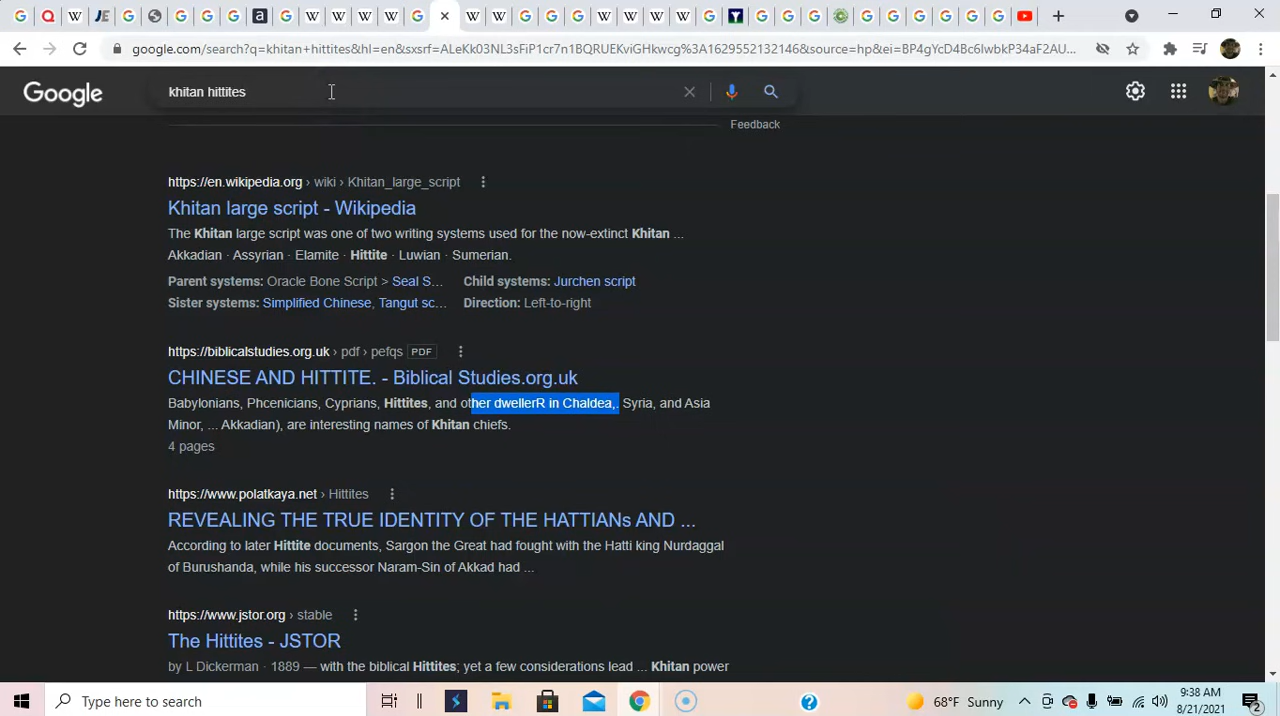 google.com/search?q=khitan+hittites&hl=en&sxsrf=ALeKk03NL3sFiP1cr7n1BQRUEKviGHkwcg%3A1629552132146&source=hp&ei=BP4gYcD4Bc6IwbkP34aF2AU...
Google
khitan hittites
Feedback
https://en.wikipedia.org › wiki › Khitan_large_script
Khitan large script - Wikipedia
The Khitan large script was one of two writing systems used for the now-extinct Khitan ...
Akkadian · Assyrian · Elamite · Hittite · Luwian · Sumerian.
Parent systems: Oracle Bone Script > Seal S... Child systems: Jurchen script
Sister systems: Simplified Chinese, Tangut sc... Direction: Left-to-right
https://biblicalstudies.org.uk › pdf › pefqs PDF
CHINESE AND HITTITE. - Biblical Studies.org.uk
Babylonians, Phcenicians, Cyprians, Hittites, and other dwellerR in Chaldea,. Syria, and Asia
Minor, ... Akkadian), are interesting names of Khitan chiefs.
4 pages
https://www.polatkaya.net › Hittites
REVEALING THE TRUE IDENTITY OF THE HATTIANs AND ...
According to later Hittite documents, Sargon the Great had fought with the Hatti king Nurdaggal
of Burushanda, while his successor Naram-Sin of Akkad had ...
https://www.jstor.org › stable
The Hittites - JSTOR
by L Dickerman · 1889 — with the biblical Hittites; yet a few considerations lead ... Khitan power
Type here to search
68°F Sunny
9:38 AM
8/21/2021
2